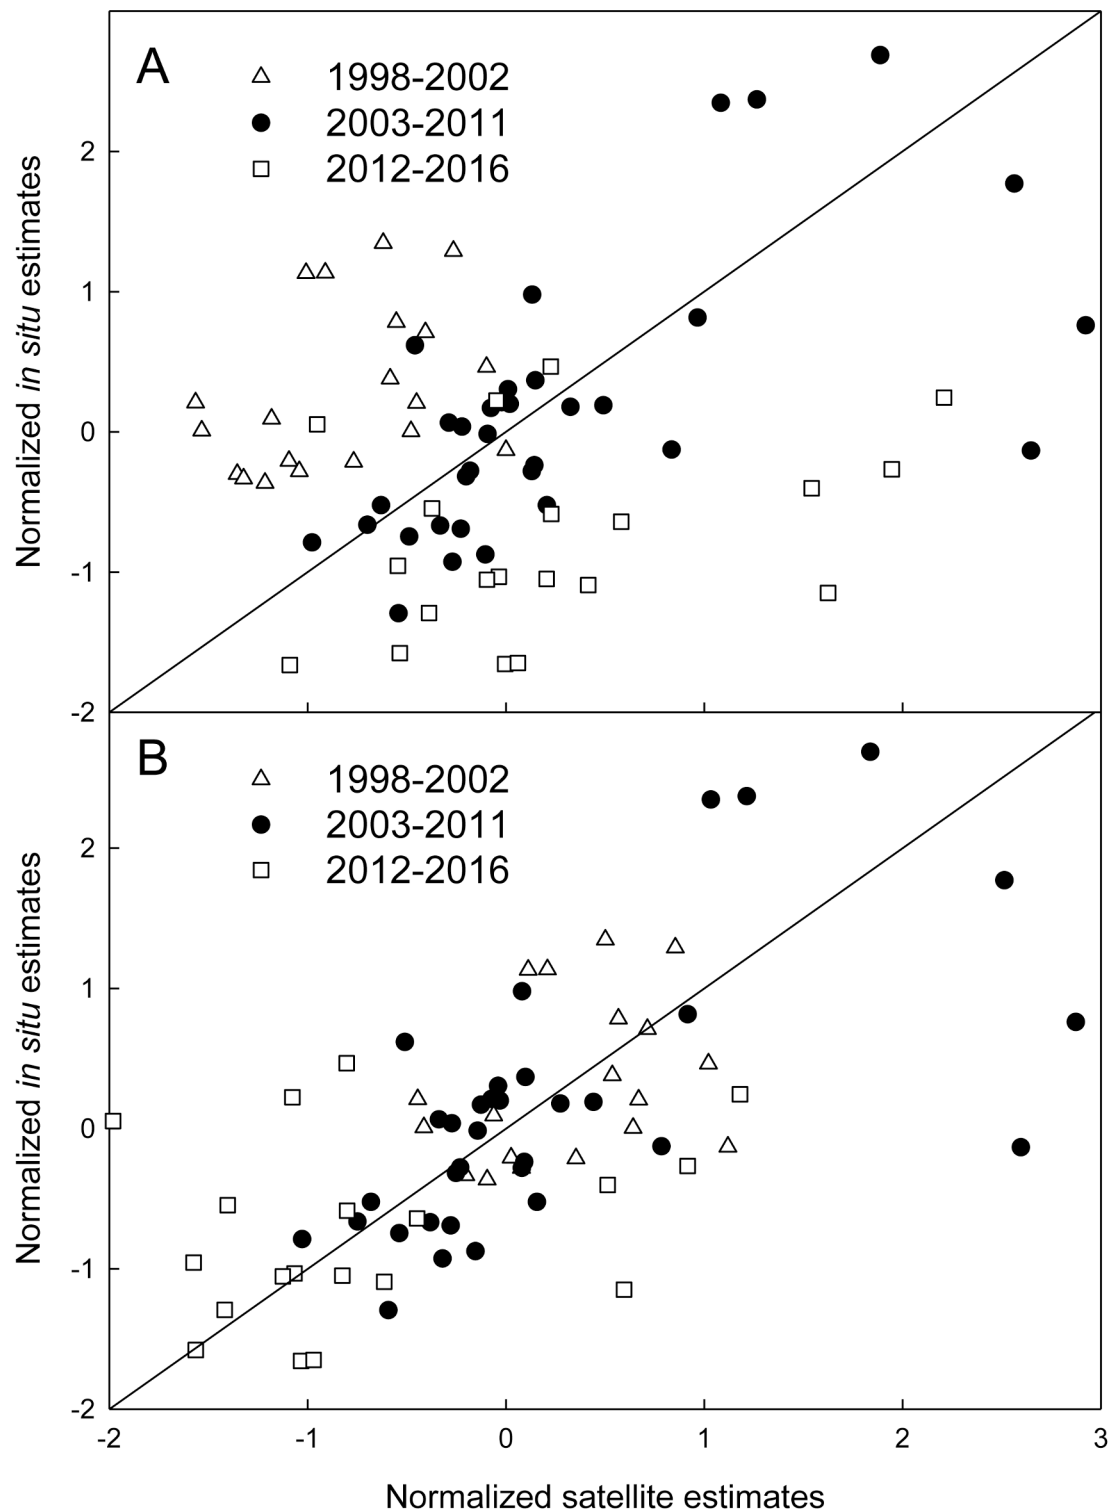 A
1998-2002
2003-2011
2012-2016
2
1
0
-1
-2
Normalized in situ estimates
B
1998-2002
2003-2011
2012-2016
2
1
0
-1
-2
Normalized in situ estimates
-2 -1 0 1 2 3
Normalized satellite estimates